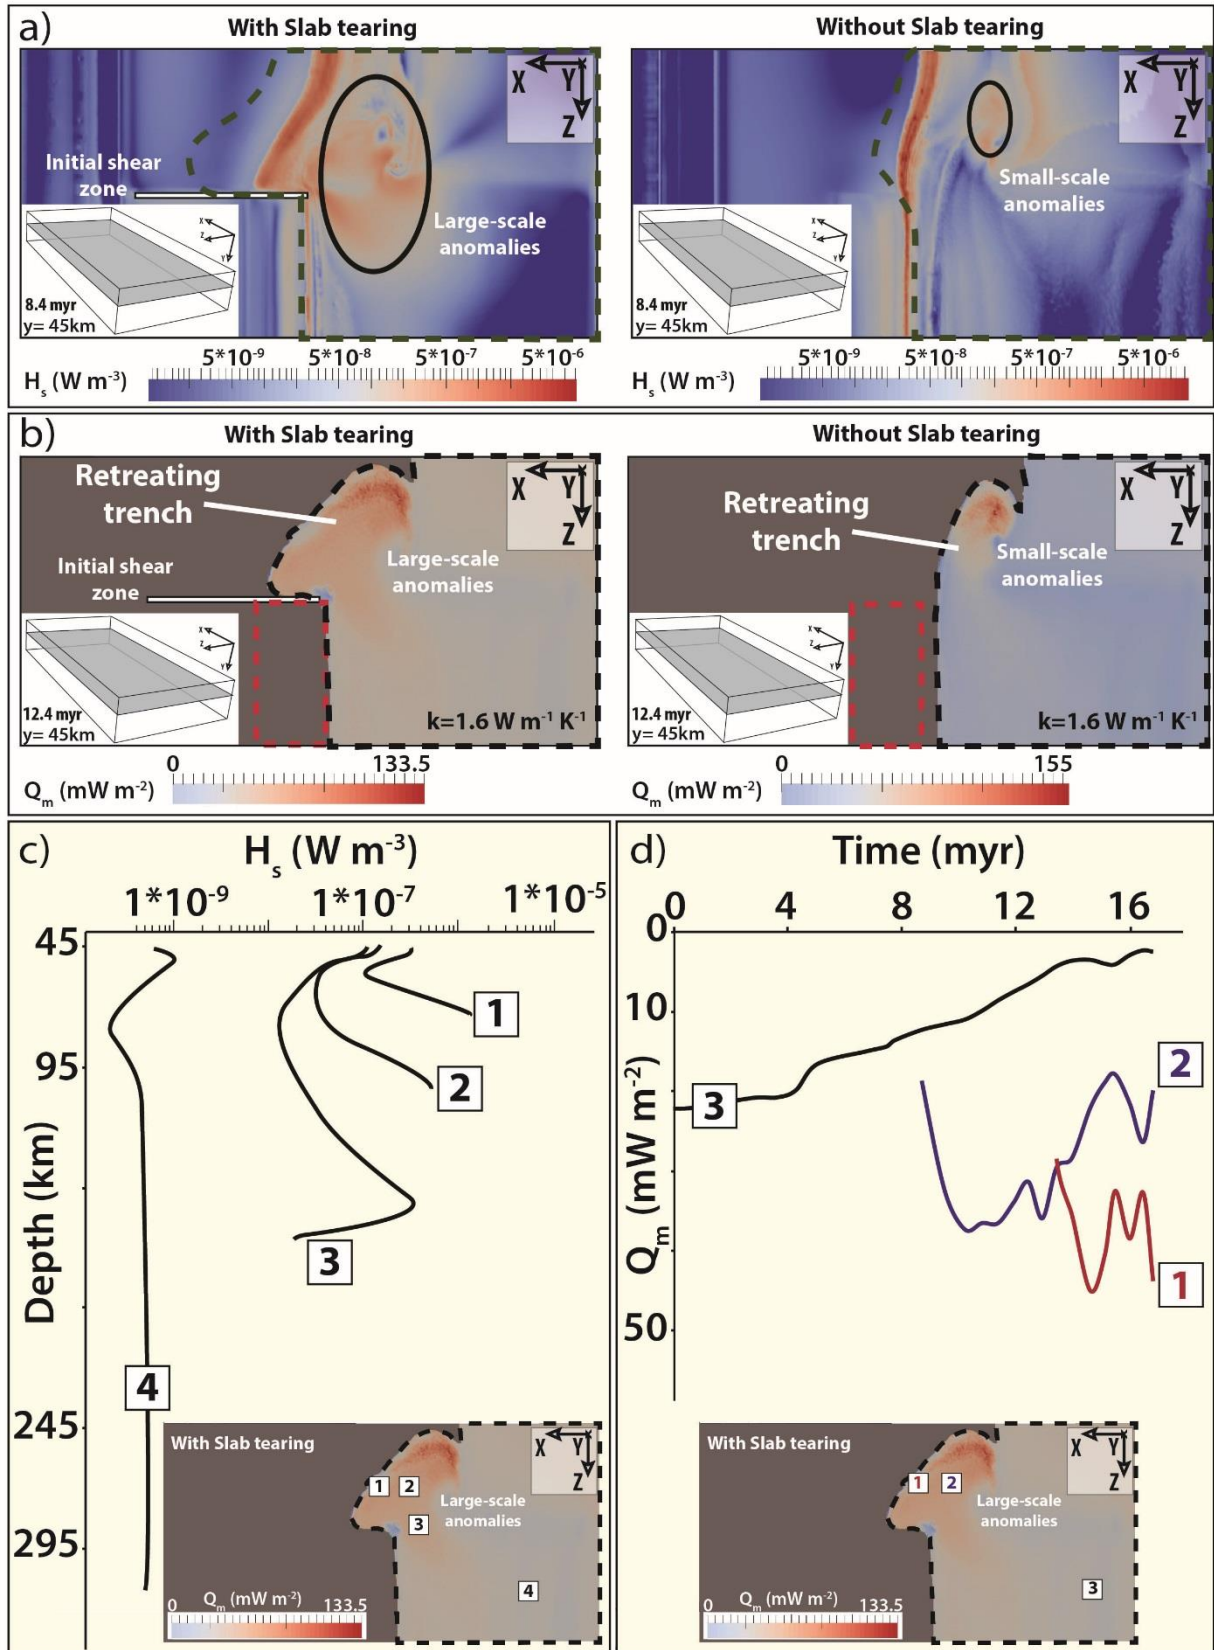 a)
With Slab tearing
Without Slab tearing
X
Y
Z
X
Y
Z
Initial shear
zone
Large-scale
anomalies
Small-scale
anomalies
X
Z
Y
8.4 myr
y= 45km
X
Z
Y
8.4 myr
y= 45km
5*10⁻⁹ 5*10⁻⁸ 5*10⁻⁷ 5*10⁻⁶
Hₛ (W m⁻³)
5*10⁻⁹ 5*10⁻⁸ 5*10⁻⁷ 5*10⁻⁶
Hₛ (W m⁻³)
b)
With Slab tearing
Without Slab tearing
Retreating
trench
X
Y
Z
Initial shear
zone
Large-scale
anomalies
X
Z
Y
12.4 myr
y= 45km
k=1.6 W m⁻¹ K⁻¹
Retreating
trench
X
Y
Z
Small-scale
anomalies
X
Z
Y
12.4 myr
y= 45km
k=1.6 W m⁻¹ K⁻¹
0 133.5
Qₘ (mW m⁻²)
0 155
Qₘ (mW m⁻²)
c)
Hₛ (W m⁻³)
1*10⁻⁹ 1*10⁻⁷ 1*10⁻⁵
45
95
245
295
Depth (km)
1
2
3
4
With Slab tearing
X
Y
Z
1
2
3
4
Large-scale
anomalies
Qₘ (mW m⁻²)
0 133.5
d)
Time (myr)
0 4 8 12 16
0
10
50
Qₘ (mW m⁻²)
3
2
1
With Slab tearing
X
Y
Z
1
2
3
Large-scale
anomalies
Qₘ (mW m⁻²)
0 133.5